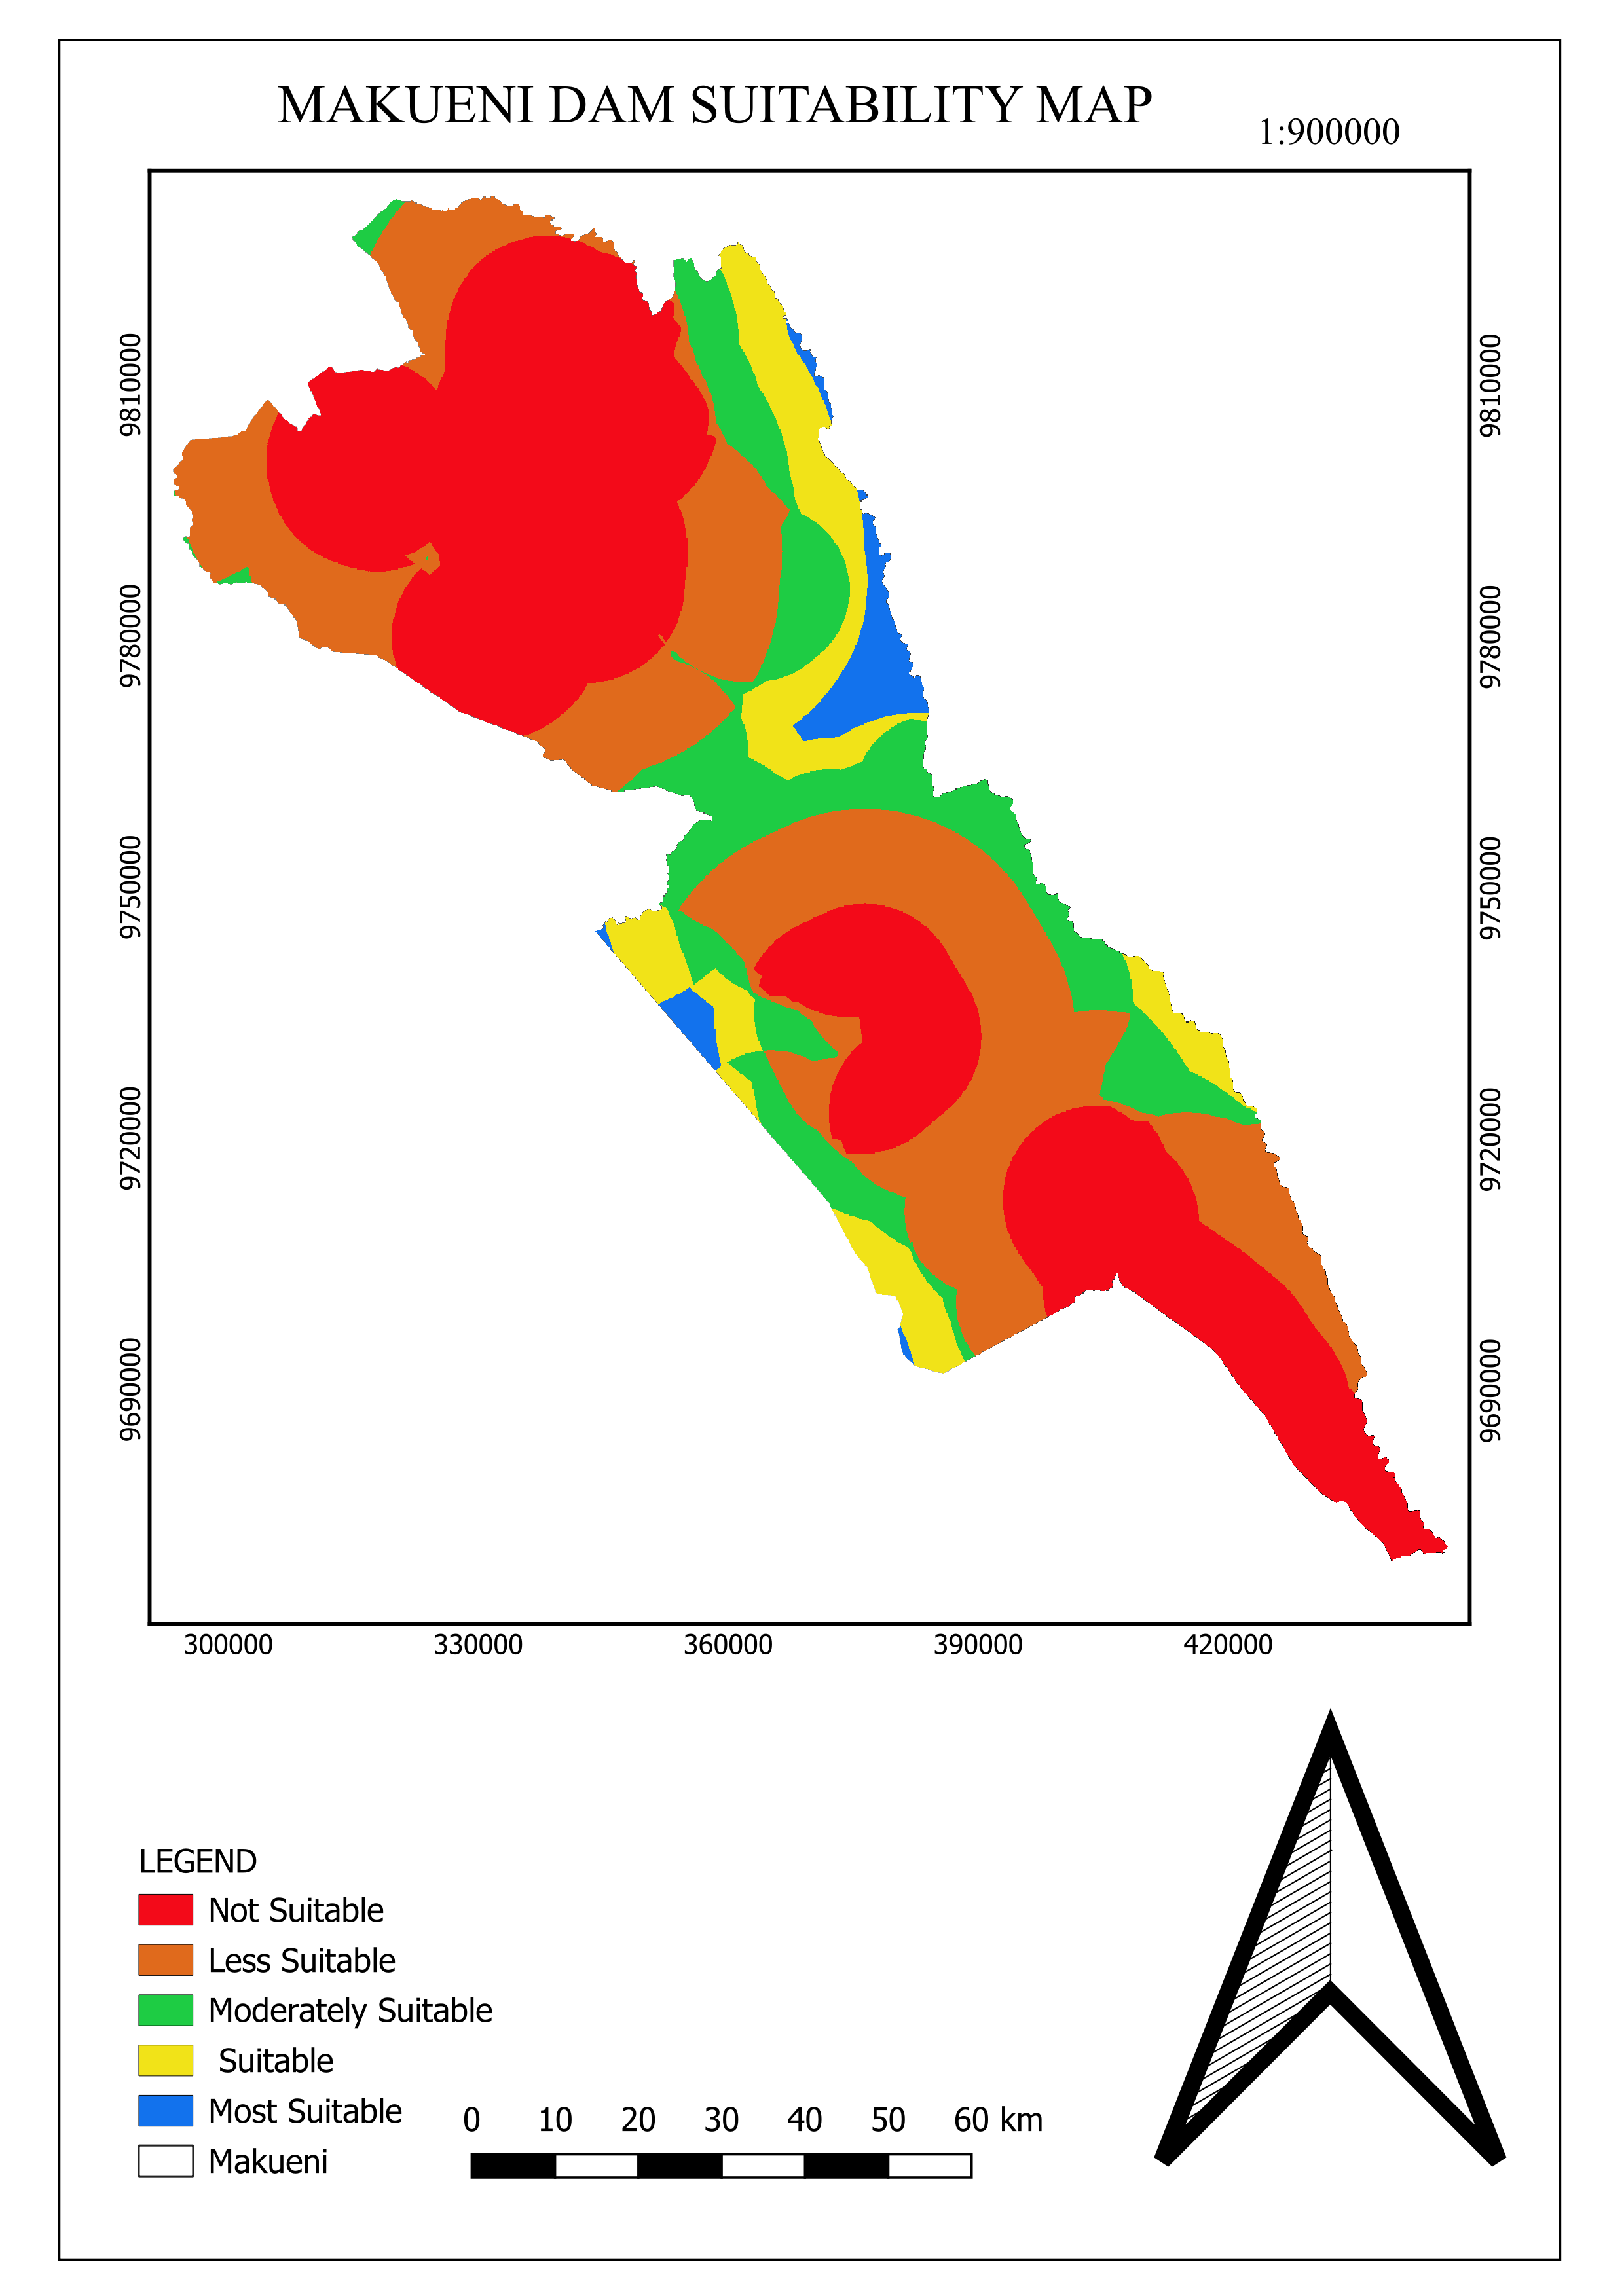 MAKUENI DAM SUITABILITY MAP
1:900000
9810000
9780000
9750000
9720000
9690000
9810000
9780000
9750000
9720000
9690000
300000 330000 360000 390000 420000
LEGEND
Not Suitable
Less Suitable
Moderately Suitable
Suitable
Most Suitable
Makueni
0 10 20 30 40 50 60 km